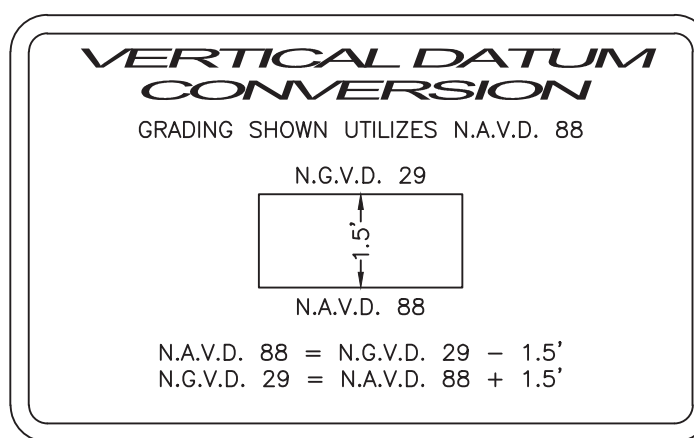 VERTICAL DATUM
CONVERSION
GRADING SHOWN UTILIZES N.A.V.D. 88
N.G.V.D. 29
1.5'
N.A.V.D. 88
N.A.V.D. 88 = N.G.V.D. 29 - 1.5'
N.G.V.D. 29 = N.A.V.D. 88 + 1.5'